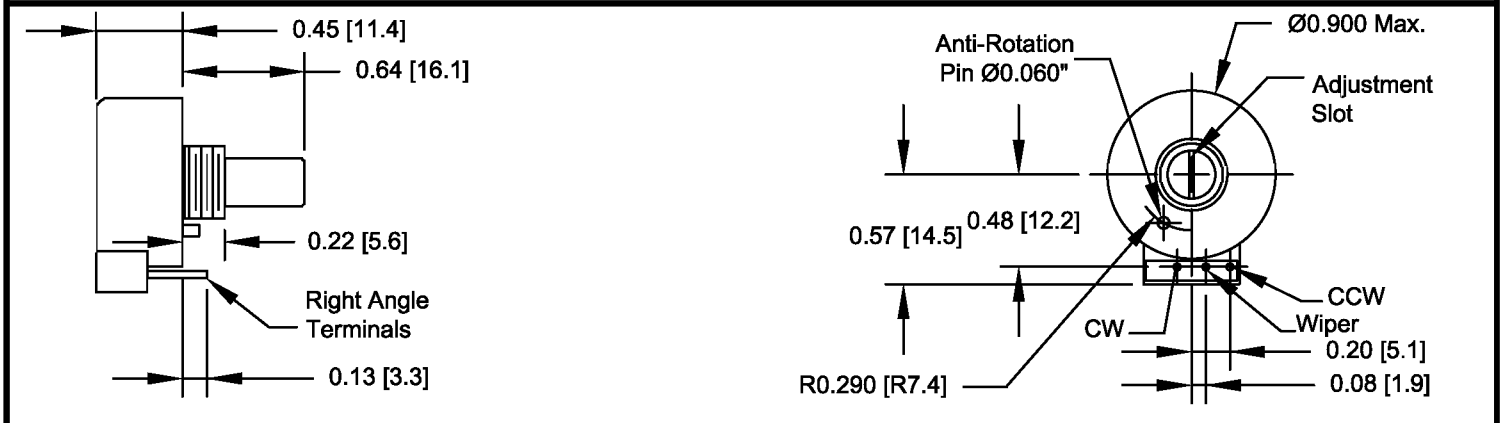 0.45 [11.4]
0.64 [16.1]
0.22 [5.6]
Right Angle
Terminals
0.13 [3.3]
Ø0.900 Max.
Anti-Rotation
Pin Ø0.060"
Adjustment
Slot
0.48 [12.2]
0.57 [14.5]
CCW
Wiper
CW
0.20 [5.1]
R0.290 [R7.4]
0.08 [1.9]